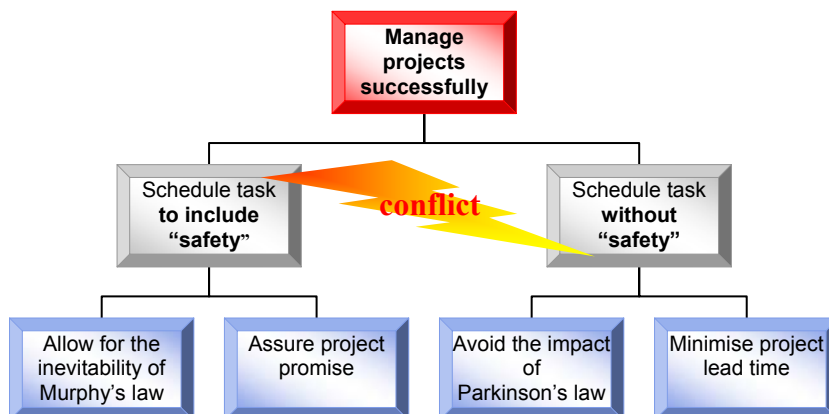 Manage
projects
successfully
Schedule task
to include
“safety”
conflict
Schedule task
without
“safety”
Allow for the
inevitability of
Murphy’s law
Assure project
promise
Avoid the impact
of
Parkinson’s law
Minimise project
lead time